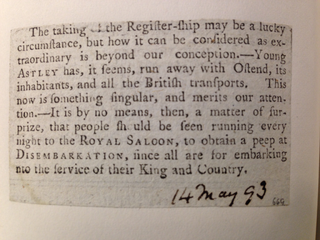 The taking of the Register-ship may be a lucky
circumſtance, but how it can be conſidered as ex-
traordinary is beyond our conception.—Young
ASTLEY has, it ſeems, run away with Oſtend, its
inhabitants, and all the Britiſh tranſports. This
now is ſomething ſingular, and merits our atten-
tion.—It is by no means, then, a matter of ſur-
prize, that people ſh uld be ſeen running every
night to the ROYAL SALOON, to obtain a peep at
DISEMBARKATION, ſince all are for embarking
nto the ſervice of their King and Country.
14 May 93